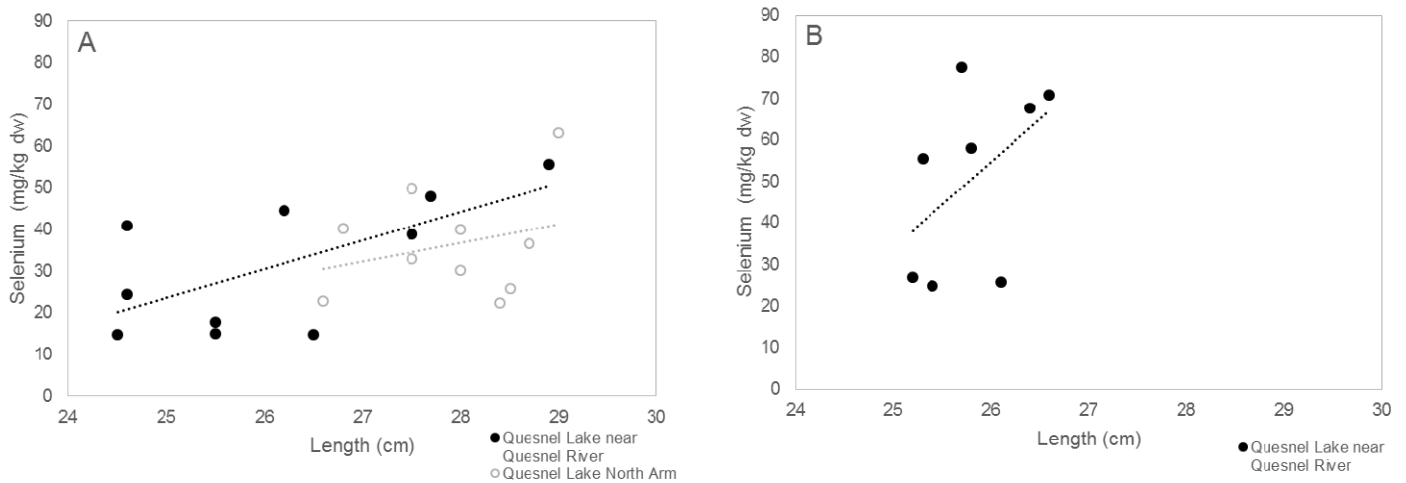 A
90
80
70
60
50
40
30
20
10
0
Selenium (mg/kg dw)
24 25 26 27 28 29 30
Length (cm)
Quesnel Lake near
Quesnel River
Quesnel Lake North Arm
B
90
80
70
60
50
40
30
20
10
0
Selenium (mg/kg dw)
24 25 26 27 28 29 30
Length (cm)
Quesnel Lake near
Quesnel River